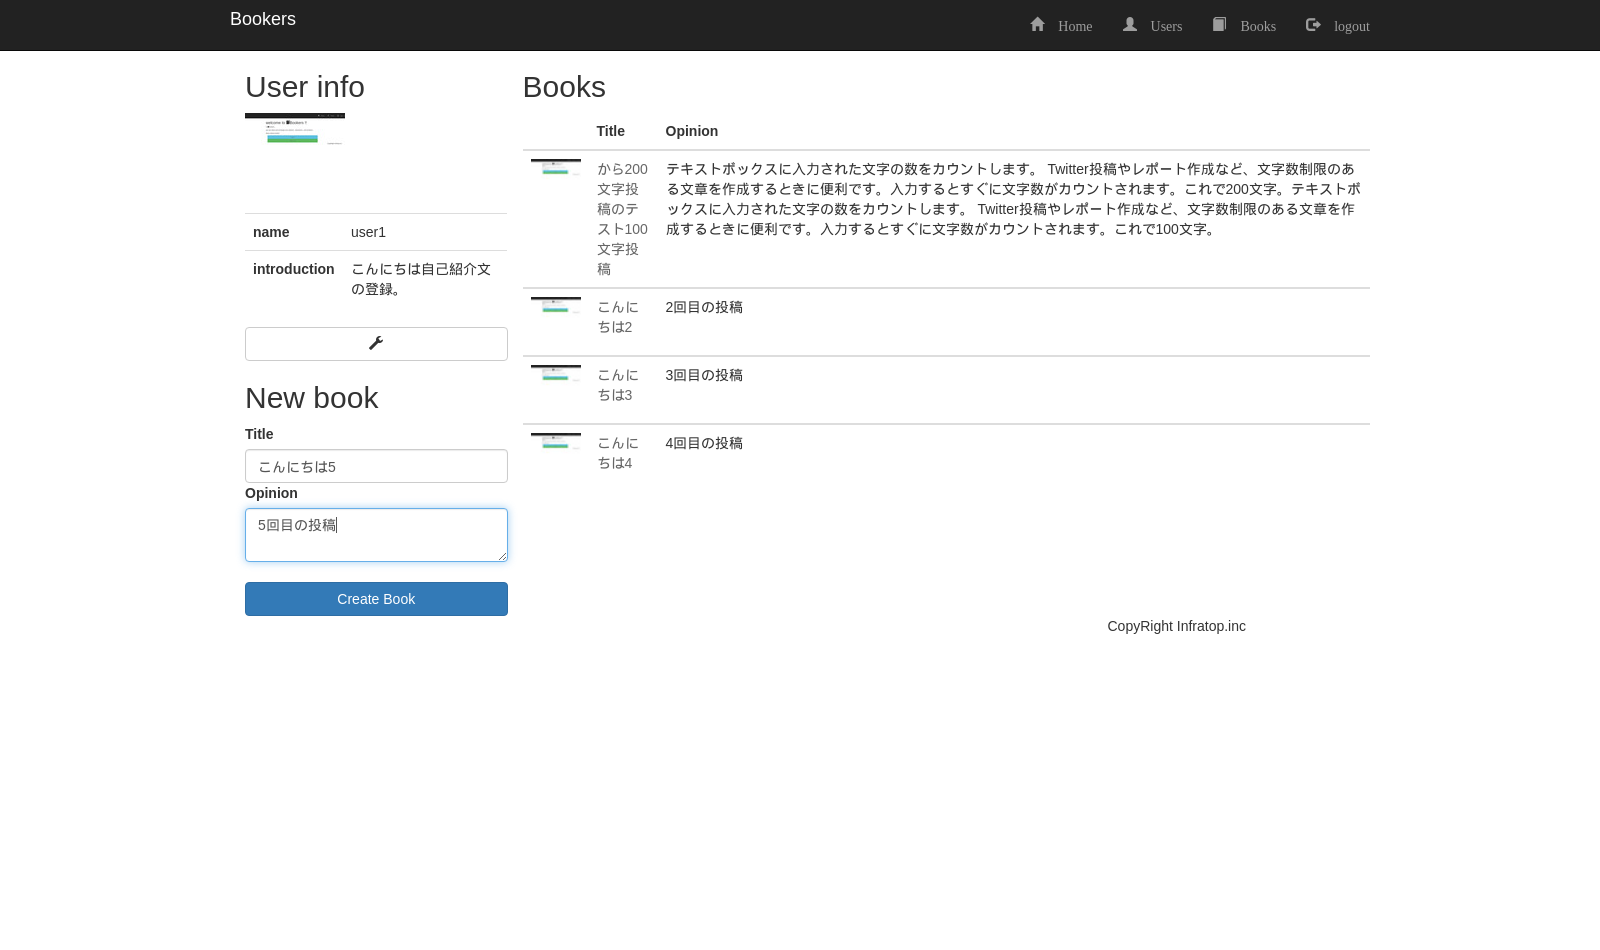 Bookers
Home
Users
Books
logout
User info
name
user1
introduction
こんにちは自己紹介文
の登録。
New book
Title
こんにちは5
Opinion
5回目の投稿
Create Book
Books
Title
Opinion
から200
文字投
稿のテ
スト100
文字投
稿
テキストボックスに入力された文字の数をカウントします。 Twitter投稿やレポート作成など、文字数制限のあ
る文章を作成するときに便利です。入力するとすぐに文字数がカウントされます。これで200文字。テキストボ
ックスに入力された文字の数をカウントします。 Twitter投稿やレポート作成など、文字数制限のある文章を作
成するときに便利です。入力するとすぐに文字数がカウントされます。これで100文字。
こんに
ちは2
2回目の投稿
こんに
ちは3
3回目の投稿
こんに
ちは4
4回目の投稿
CopyRight Infratop.inc